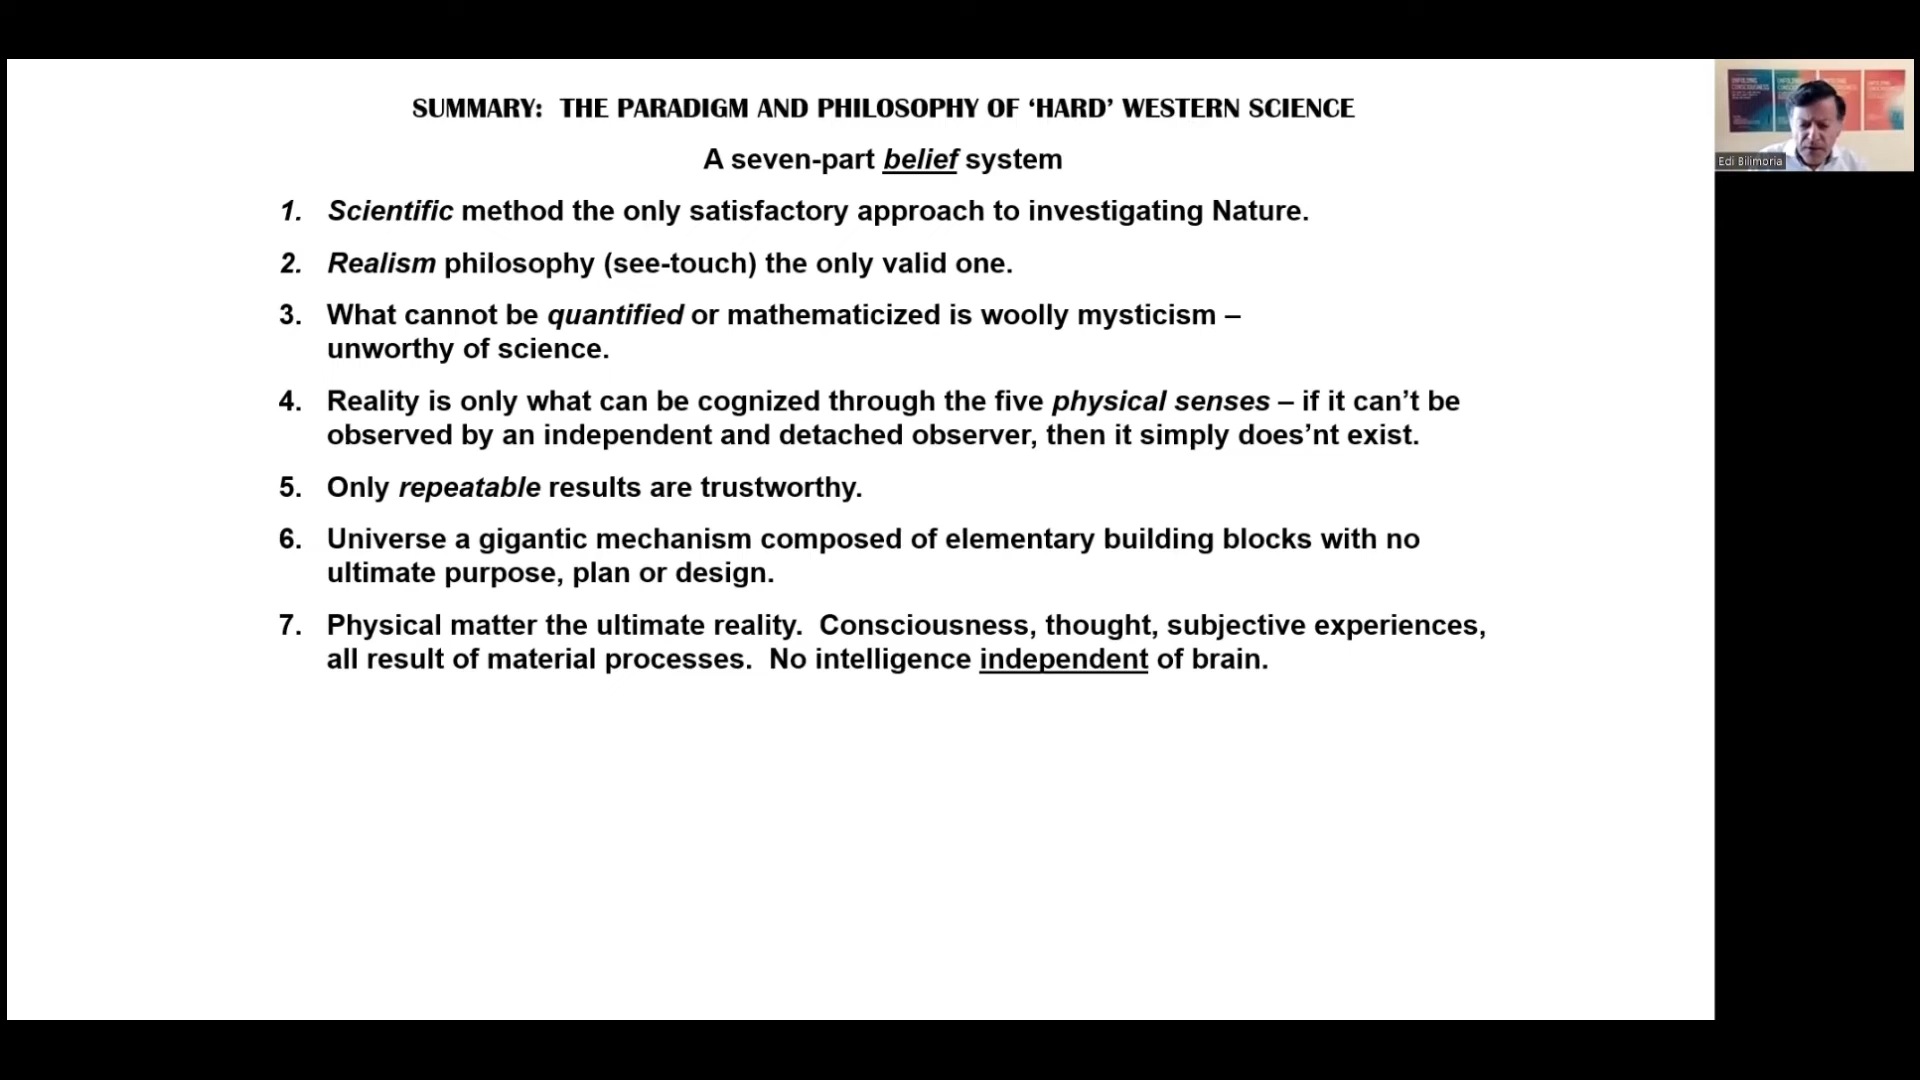 SUMMARY: THE PARADIGM AND PHILOSOPHY OF ‘HARD’ WESTERN SCIENCE
A seven-part belief system
1. Scientific method the only satisfactory approach to investigating Nature.
2. Realism philosophy (see-touch) the only valid one.
3. What cannot be quantified or mathematicized is woolly mysticism –
unworthy of science.
4. Reality is only what can be cognized through the five physical senses – if it can’t be
observed by an independent and detached observer, then it simply does’nt exist.
5. Only repeatable results are trustworthy.
6. Universe a gigantic mechanism composed of elementary building blocks with no
ultimate purpose, plan or design.
7. Physical matter the ultimate reality. Consciousness, thought, subjective experiences,
all result of material processes. No intelligence independent of brain.
Edi Bilimoria